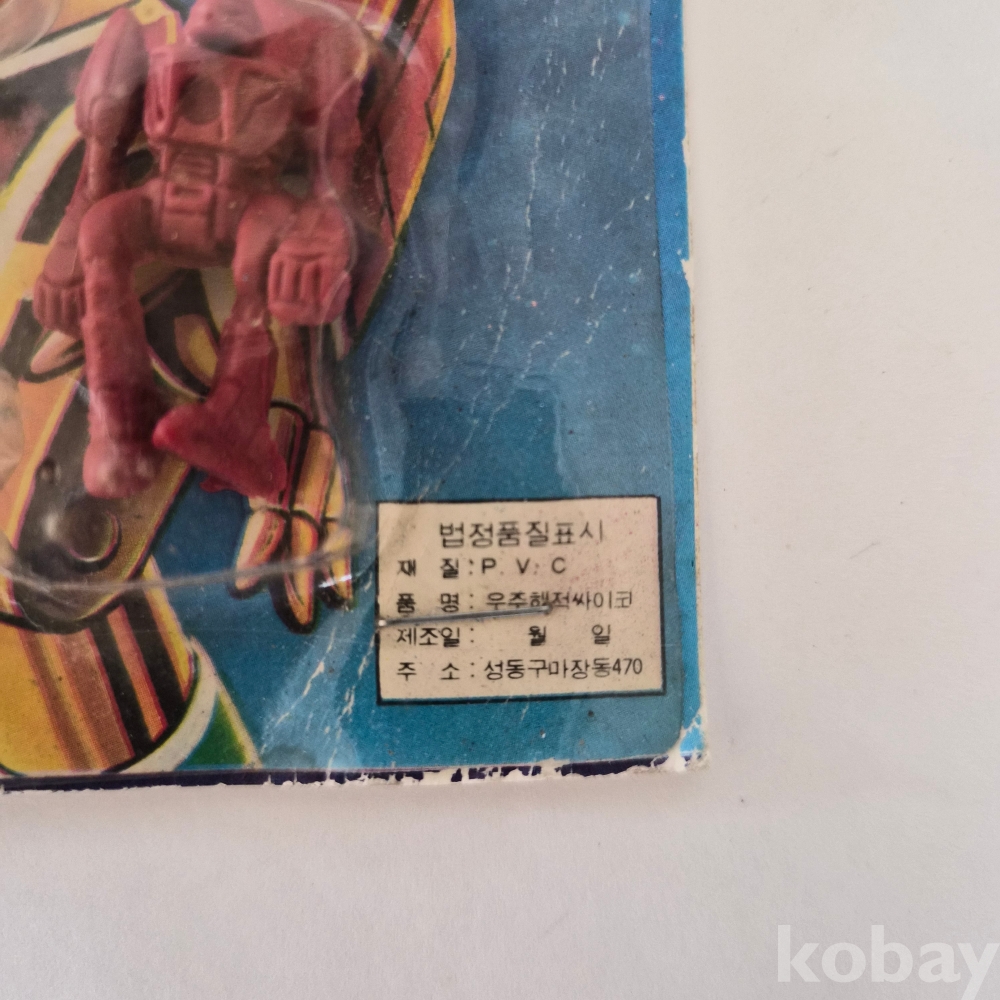 법정품질표시
재 질 : P. V. C
품 명 : 우주해적싸이코
제조일 : 월 일
주 소 : 성동구마장동470
kobay